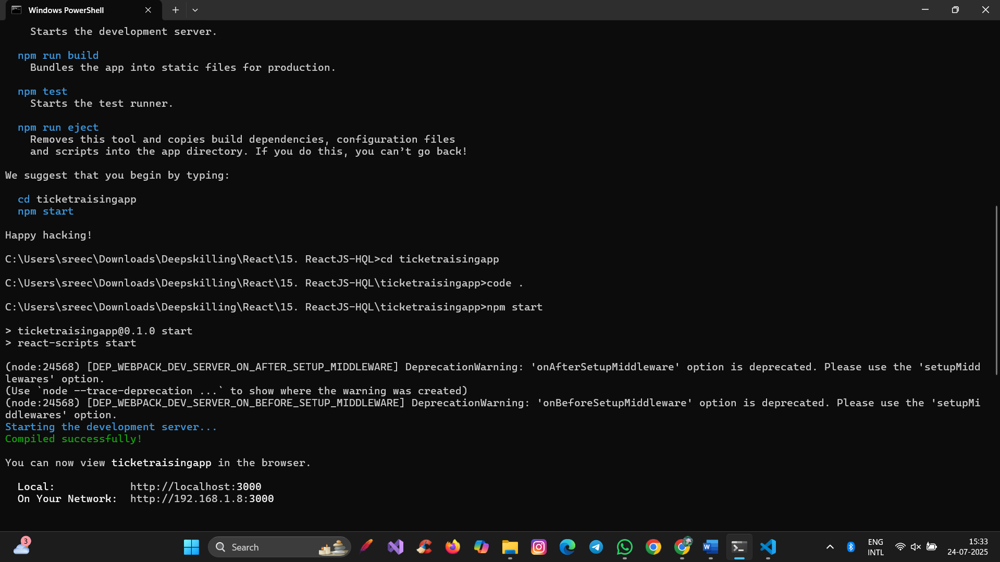 Windows PowerShell
Starts the development server.
npm run build
Bundles the app into static files for production.
npm test
Starts the test runner.
npm run eject
Removes this tool and copies build dependencies, configuration files
and scripts into the app directory. If you do this, you can’t go back!
We suggest that you begin by typing:
cd ticketraisingapp
npm start
Happy hacking!
C:\Users\sreec\Downloads\Deepskilling\React\15. ReactJS-HQL>cd ticketraisingapp
C:\Users\sreec\Downloads\Deepskilling\React\15. ReactJS-HQL\ticketraisingapp>code .
C:\Users\sreec\Downloads\Deepskilling\React\15. ReactJS-HQL\ticketraisingapp>npm start
> ticketraisingapp@0.1.0 start
> react-scripts start
(node:24568) [DEP_WEBPACK_DEV_SERVER_ON_AFTER_SETUP_MIDDLEWARE] DeprecationWarning: 'onAfterSetupMiddleware' option is deprecated. Please use the 'setupMidd
lewares' option.
(Use `node --trace-deprecation ...` to show where the warning was created)
(node:24568) [DEP_WEBPACK_DEV_SERVER_ON_BEFORE_SETUP_MIDDLEWARE] DeprecationWarning: 'onBeforeSetupMiddleware' option is deprecated. Please use the 'setupMi
ddlewares' option.
Starting the development server...
Compiled successfully!
You can now view ticketraisingapp in the browser.
Local: http://localhost:3000
On Your Network: http://192.168.1.8:3000
3
Search
ENG
INTL
15:33
24-07-2025